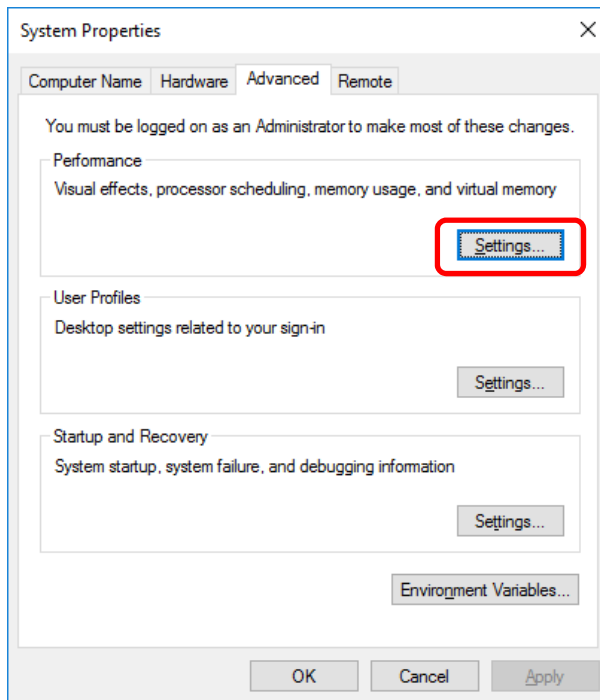 System Properties
Computer Name Hardware Advanced Remote
You must be logged on as an Administrator to make most of these changes.
Performance
Visual effects, processor scheduling, memory usage, and virtual memory
Settings...
User Profiles
Desktop settings related to your sign-in
Settings...
Startup and Recovery
System startup, system failure, and debugging information
Settings...
Environment Variables...
OK Cancel Apply